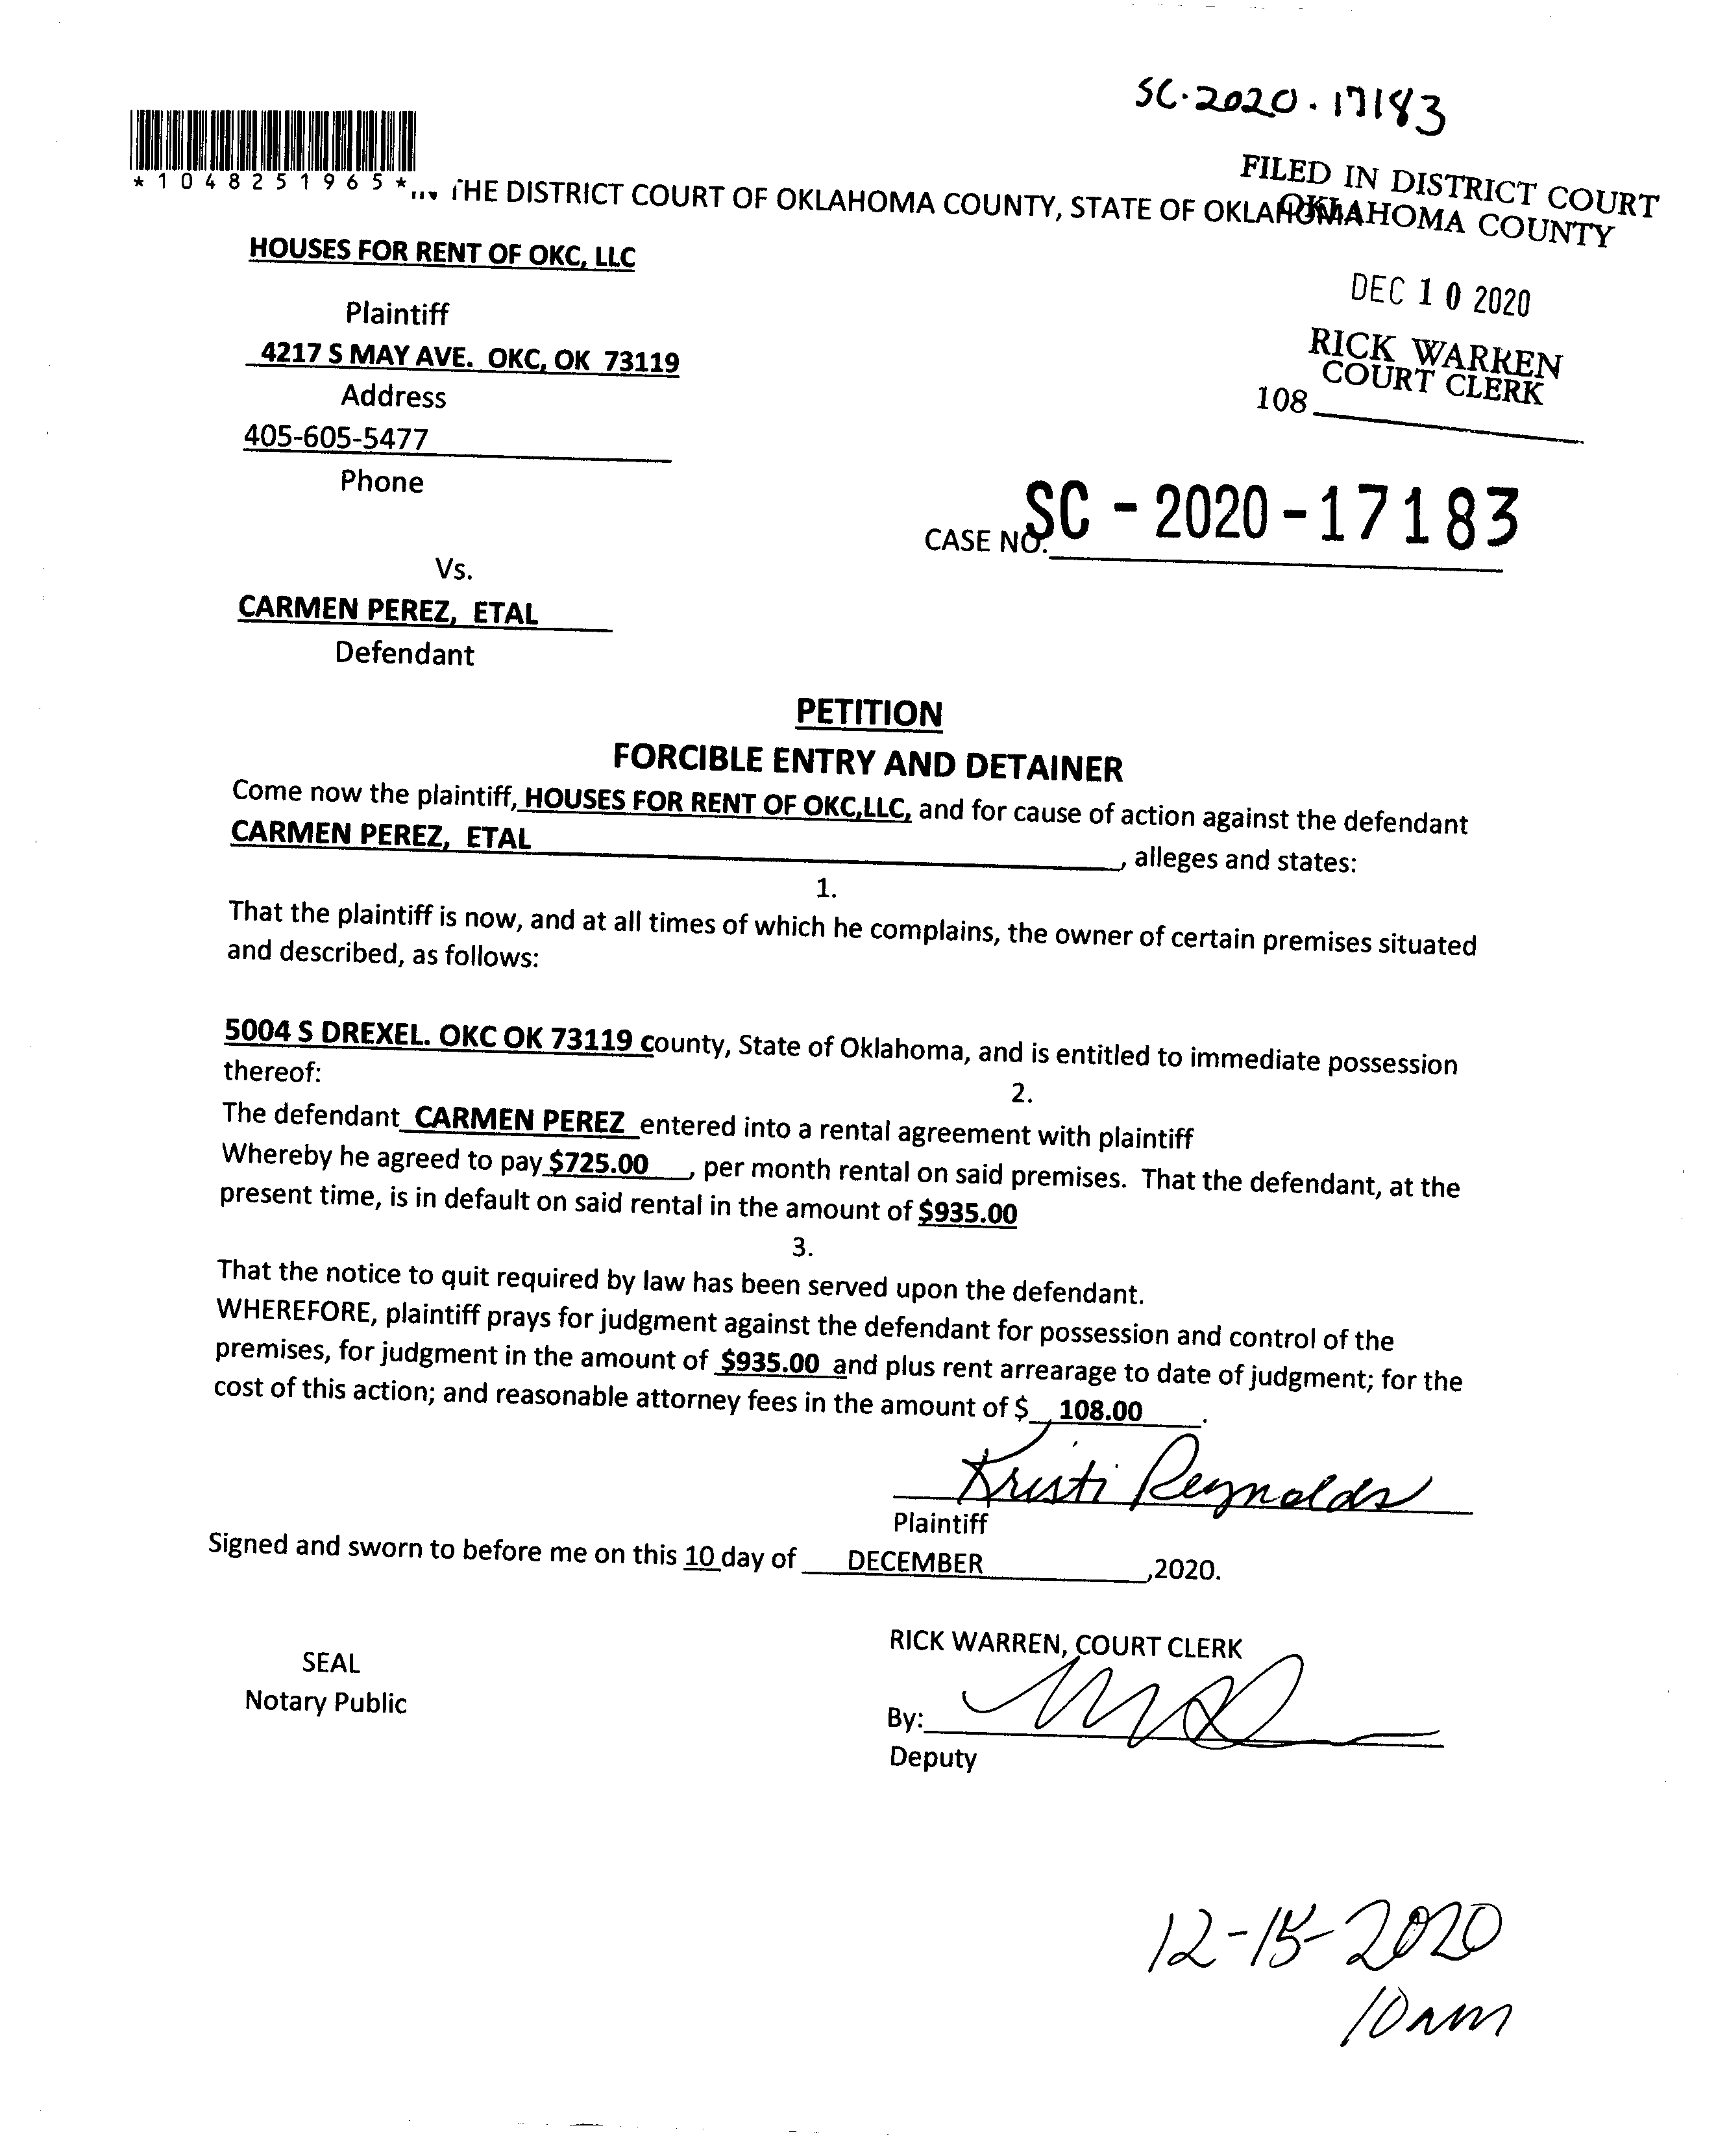 SC-2020-17183
*1048251965*
THE DISTRICT COURT OF OKLAHOMA COUNTY, STATE OF OKLAHOMA
FILED IN DISTRICT COURT
OKLAHOMA COUNTY
HOUSES FOR RENT OF OKC, LLC
DEC 10 2020
Plaintiff
RICK WARREN
COURT CLERK
4217 S MAY AVE. OKC, OK 73119
108
Address
405-605-5477
Phone
CASE NO. SC-2020-17183
Vs.
CARMEN PEREZ, ETAL
Defendant
PETITION
FORCIBLE ENTRY AND DETAINER
Come now the plaintiff, HOUSES FOR RENT OF OKC,LLC, and for cause of action against the defendant
CARMEN PEREZ, ETAL, alleges and states:
1.
That the plaintiff is now, and at all times of which he complains, the owner of certain premises situated
and described, as follows:
5004 S DREXEL. OKC OK 73119 county, State of Oklahoma, and is entitled to immediate possession
thereof:
2.
The defendant CARMEN PEREZ entered into a rental agreement with plaintiff
Whereby he agreed to pay $725.00, per month rental on said premises. That the defendant, at the
present time, is in default on said rental in the amount of $935.00
3.
That the notice to quit required by law has been served upon the defendant.
WHEREFORE, plaintiff prays for judgment against the defendant for possession and control of the
premises, for judgment in the amount of $935.00 and plus rent arrearage to date of judgment; for the
cost of this action; and reasonable attorney fees in the amount of $ 108.00.
Kristi Reynolds
Plaintiff
Signed and sworn to before me on this 10 day of DECEMBER,2020.
RICK WARREN, COURT CLERK
SEAL
Notary Public
By:
Deputy
12-15-2020
10am